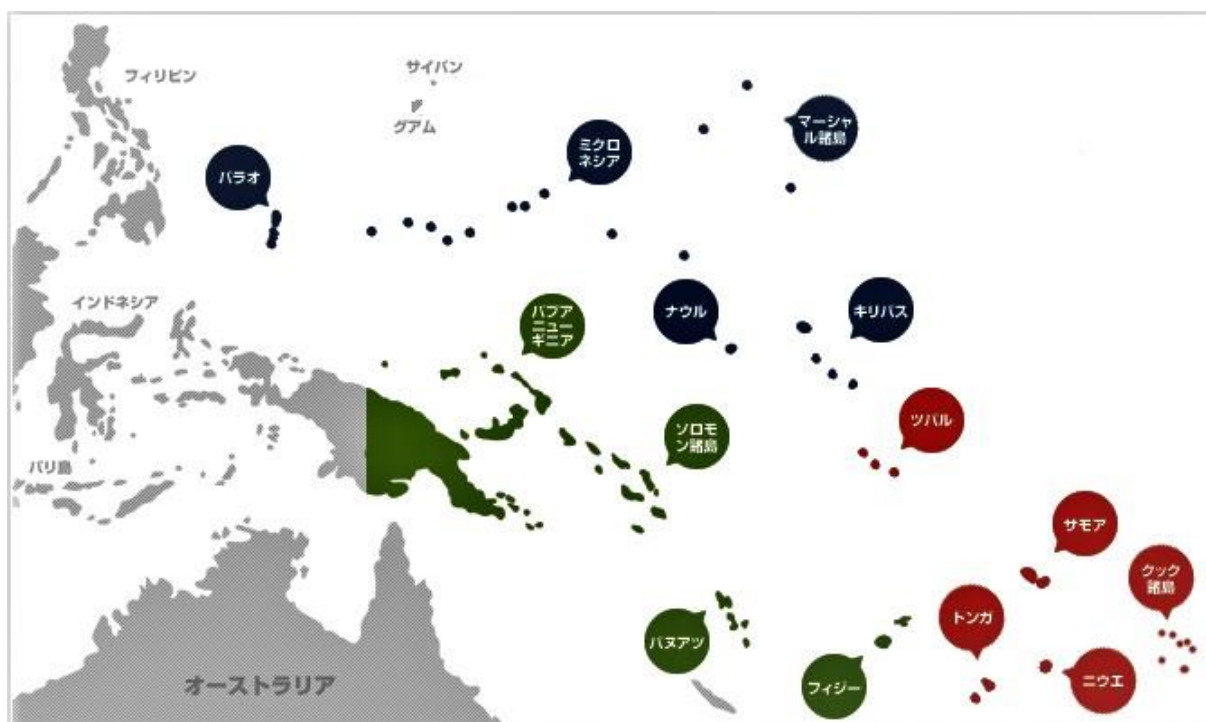 サイパン
フィリピン
グアム
マーシャ
ル諸島
ミクロ
ネシア
パラオ
インドネシア
パプア
ニュー
ギニア
ナウル
キリバス
ツバル
ソロモ
ン諸島
バリ島
サモア
クック
諸島
トンガ
バヌアツ
オーストラリア
フィジー
ニウエ